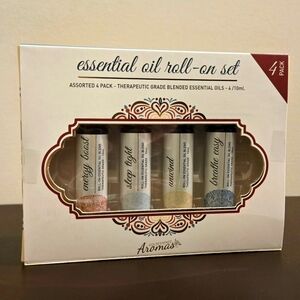 essential oil roll-on set
4
PACK
ASSORTED 4 PACK - THERAPEUTIC GRADE BLENDED ESSENTIAL OILS - 4 /10mL
energy boost
sleep tight
unwind
breathe easy
Aromas